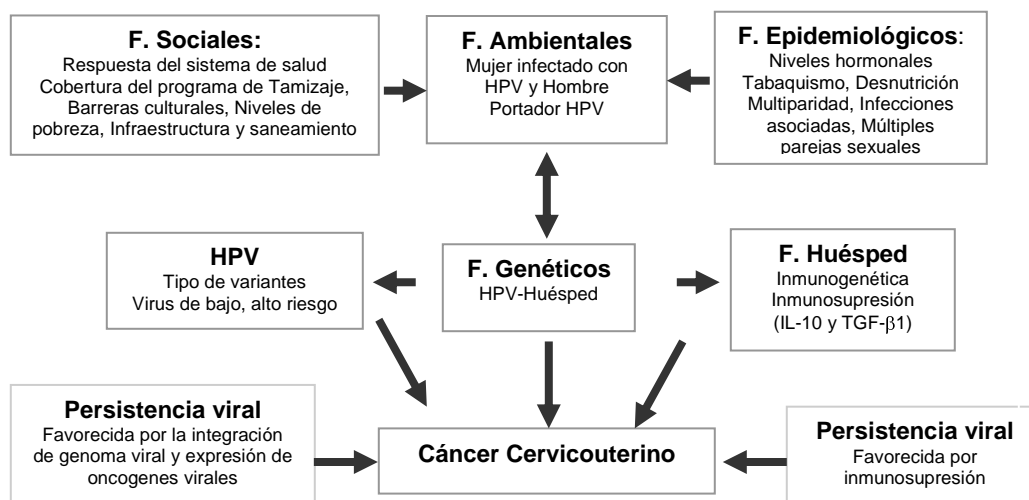 F. Sociales:
Respuesta del sistema de salud
Cobertura del programa de Tamizaje,
Barreras culturales, Niveles de
pobreza, Infraestructura y saneamiento
F. Ambientales
Mujer infectado con
HPV y Hombre
Portador HPV
F. Epidemiológicos:
Niveles hormonales
Tabaquismo, Desnutrición
Multiparidad, Infecciones
asociadas, Múltiples
parejas sexuales
HPV
Tipo de variantes
Virus de bajo, alto riesgo
F. Genéticos
HPV-Huésped
F. Huésped
Inmunogenética
Inmunosupresión
(IL-10 y TGF-β1)
Persistencia viral
Favorecida por la integración
de genoma viral y expresión de
oncogenes virales
Cáncer Cervicouterino
Persistencia viral
Favorecida por
inmunosupresión